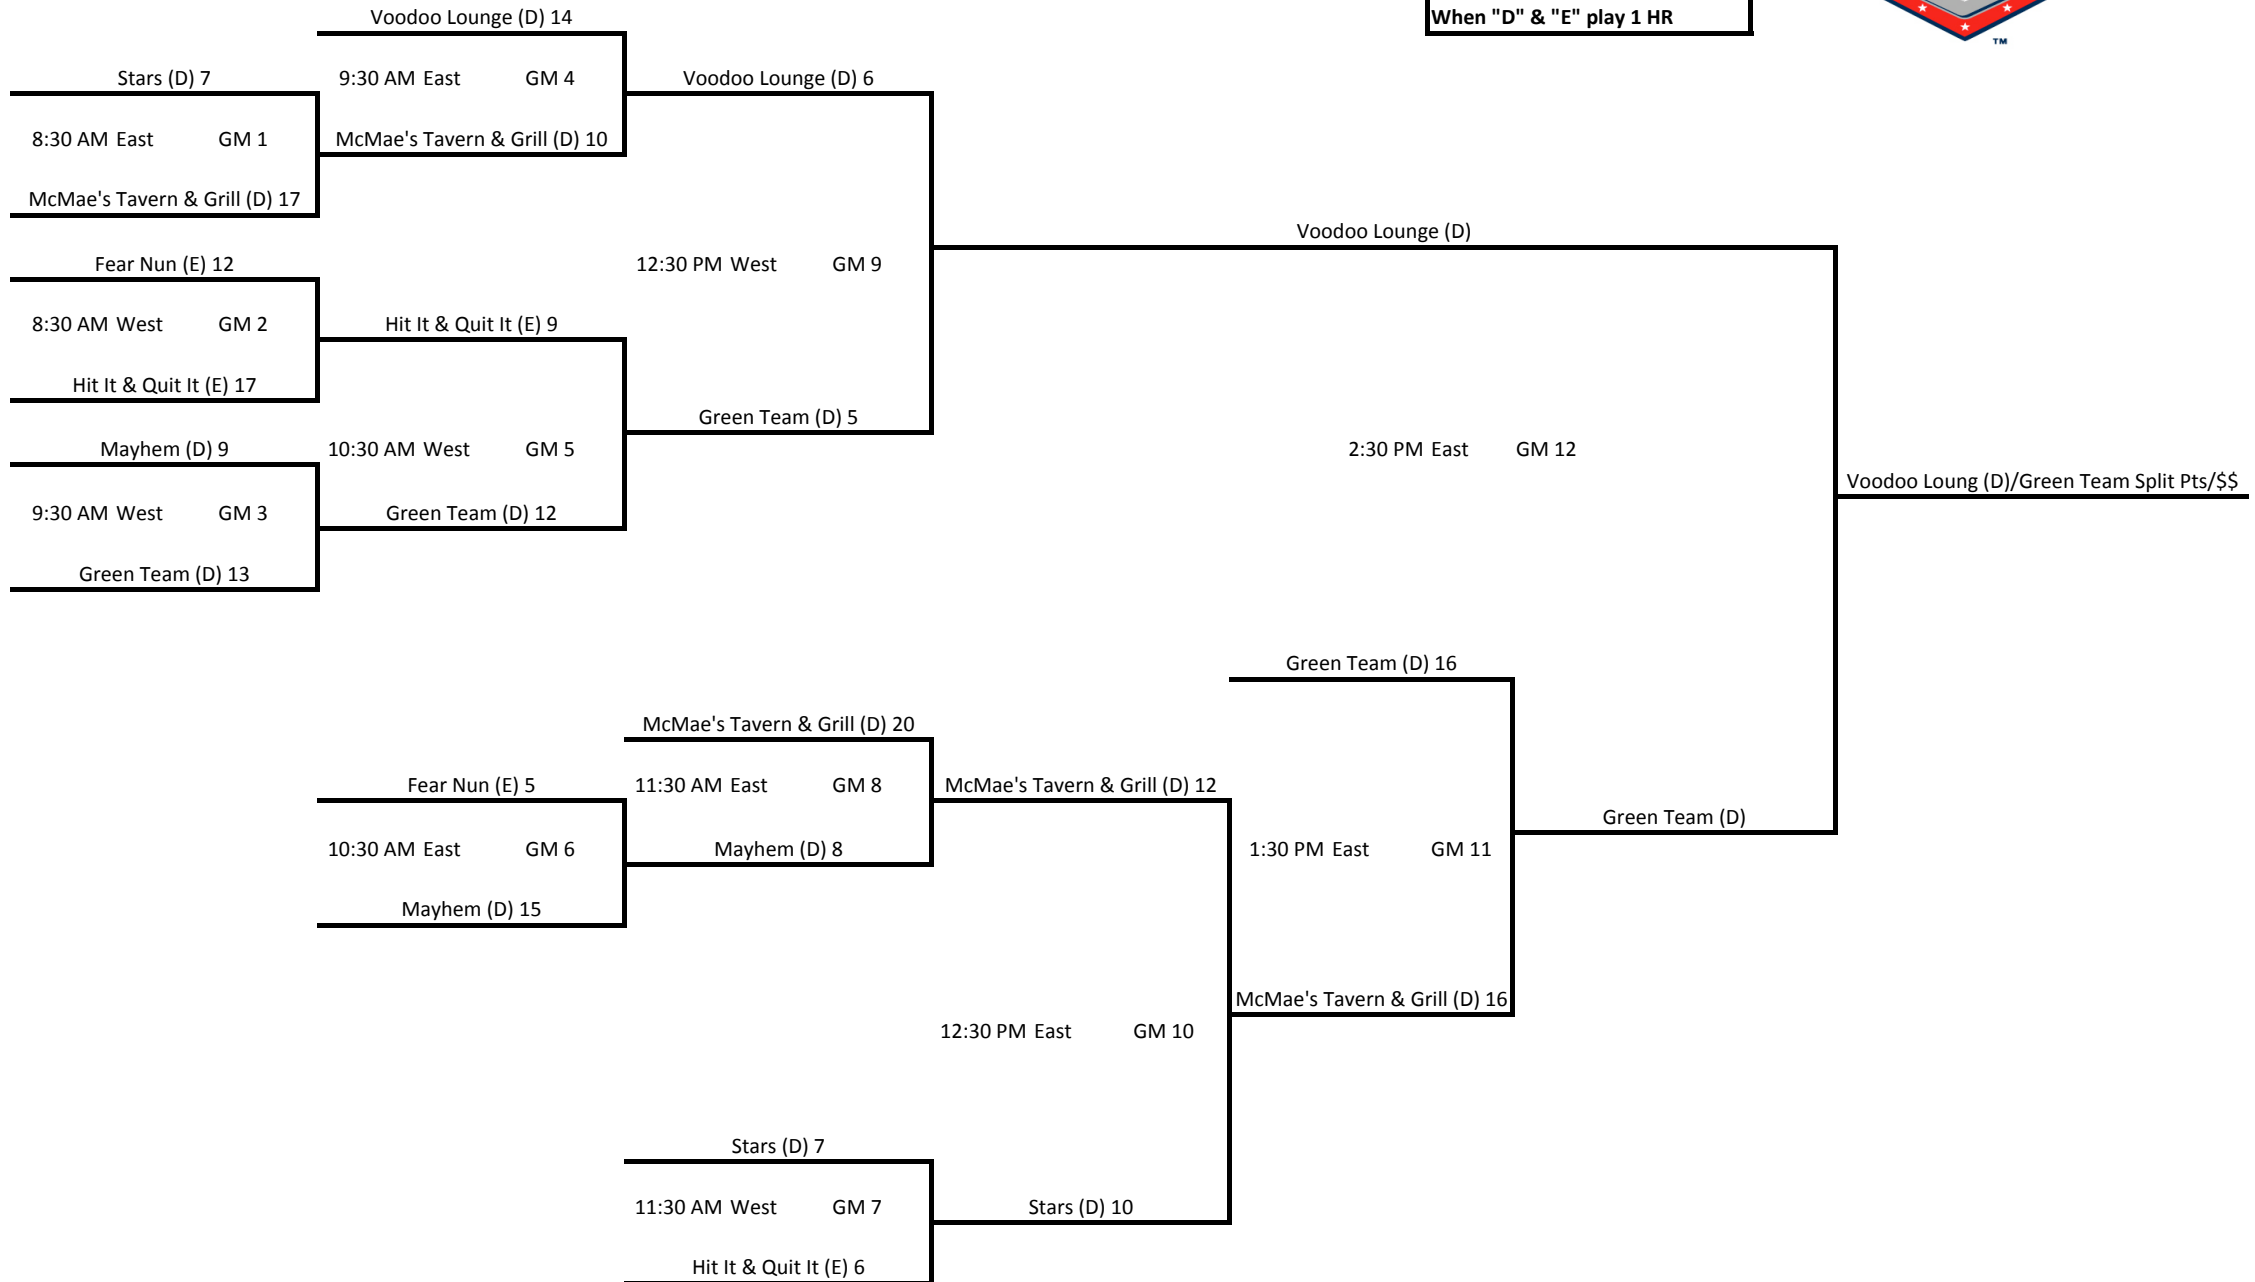 Voodoo Lounge (D) 14
When "D" & "E" play 1 HR
TM
Stars (D) 7
9:30 AM East GM 4
Voodoo Lounge (D) 6
8:30 AM East GM 1
McMae's Tavern & Grill (D) 10
McMae's Tavern & Grill (D) 17
Voodoo Lounge (D)
Fear Nun (E) 12
12:30 PM West GM 9
8:30 AM West GM 2
Hit It & Quit It (E) 9
Hit It & Quit It (E) 17
Green Team (D) 5
Mayhem (D) 9
10:30 AM West GM 5
2:30 PM East GM 12
Voodoo Loung (D)/Green Team Split Pts/$$
9:30 AM West GM 3
Green Team (D) 12
Green Team (D) 13
Green Team (D) 16
McMae's Tavern & Grill (D) 20
Fear Nun (E) 5
11:30 AM East GM 8
McMae's Tavern & Grill (D) 12
Green Team (D)
10:30 AM East GM 6
Mayhem (D) 8
1:30 PM East GM 11
Mayhem (D) 15
McMae's Tavern & Grill (D) 16
12:30 PM East GM 10
Stars (D) 7
11:30 AM West GM 7
Stars (D) 10
Hit It & Quit It (E) 6